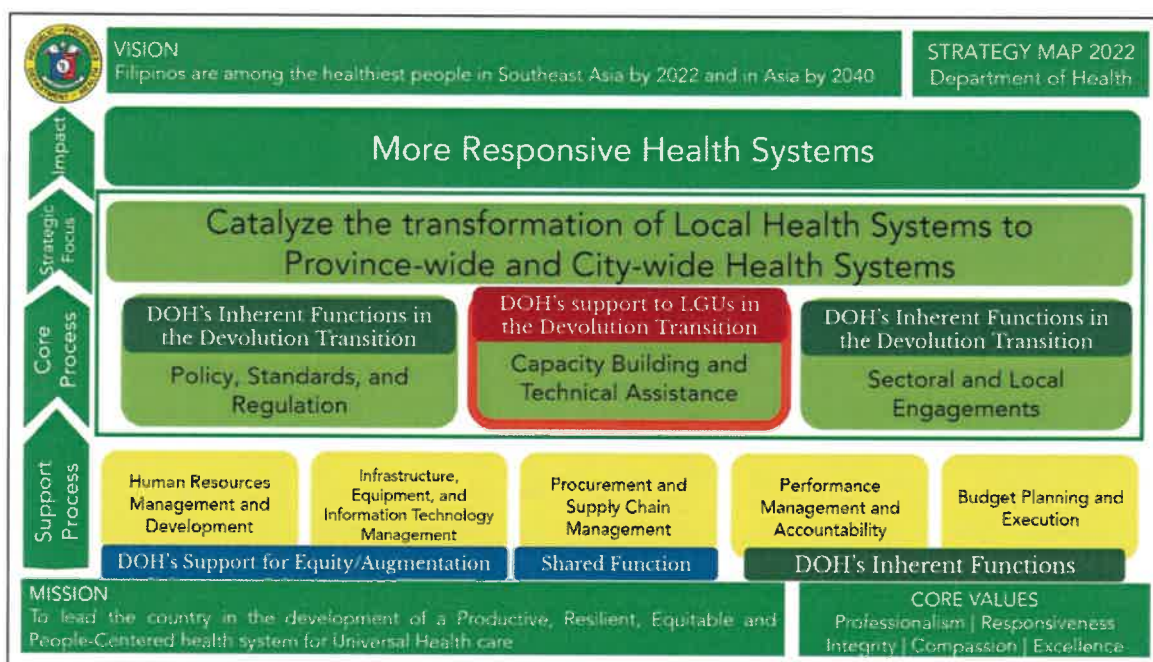 VISION
Filipinos are among the healthiest people in Southeast Asia by 2022 and in Asia by 2040
STRATEGY MAP 2022
Department of Health
Impact
More Responsive Health Systems
Strategic
Focus
Catalyze the transformation of Local Health Systems to
Province-wide and City-wide Health Systems
Core
Process
DOH's Inherent Functions in
the Devolution Transition
Policy, Standards, and
Regulation
DOH's support to LGUs in
the Devolution Transition
Capacity Building and
Technical Assistance
DOH's Inherent Functions in
the Devolution Transition
Sectoral and Local
Engagements
Support
Process
Human Resources
Management and
Development
Infrastructure,
Equipment, and
Information Technology
Management
Procurement and
Supply Chain
Management
Performance
Management and
Accountability
Budget Planning and
Execution
DOH's Support for Equity/Augmentation
Shared Function
DOH's Inherent Functions
MISSION
To lead the country in the development of a Productive, Resilient, Equitable and
People-Centered health system for Universal Health care
CORE VALUES
Professionalism | Responsiveness
Integrity | Compassion | Excellence